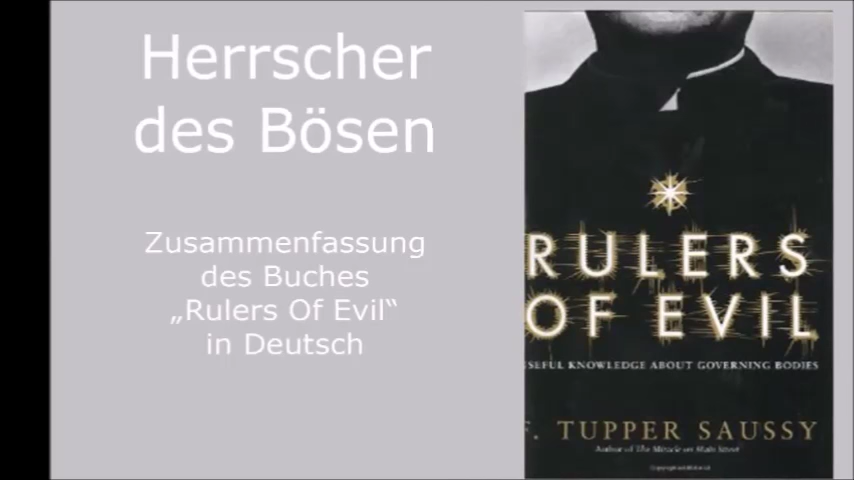 Herrscher
des Bösen
Zusammenfassung
des Buches
„Rulers Of Evil“
in Deutsch
RULERS
OF EVIL
SEFUL KNOWLEDGE ABOUT GOVERNING BODIES
F. TUPPER SAUSSY
Author of The Miracle on Main Street